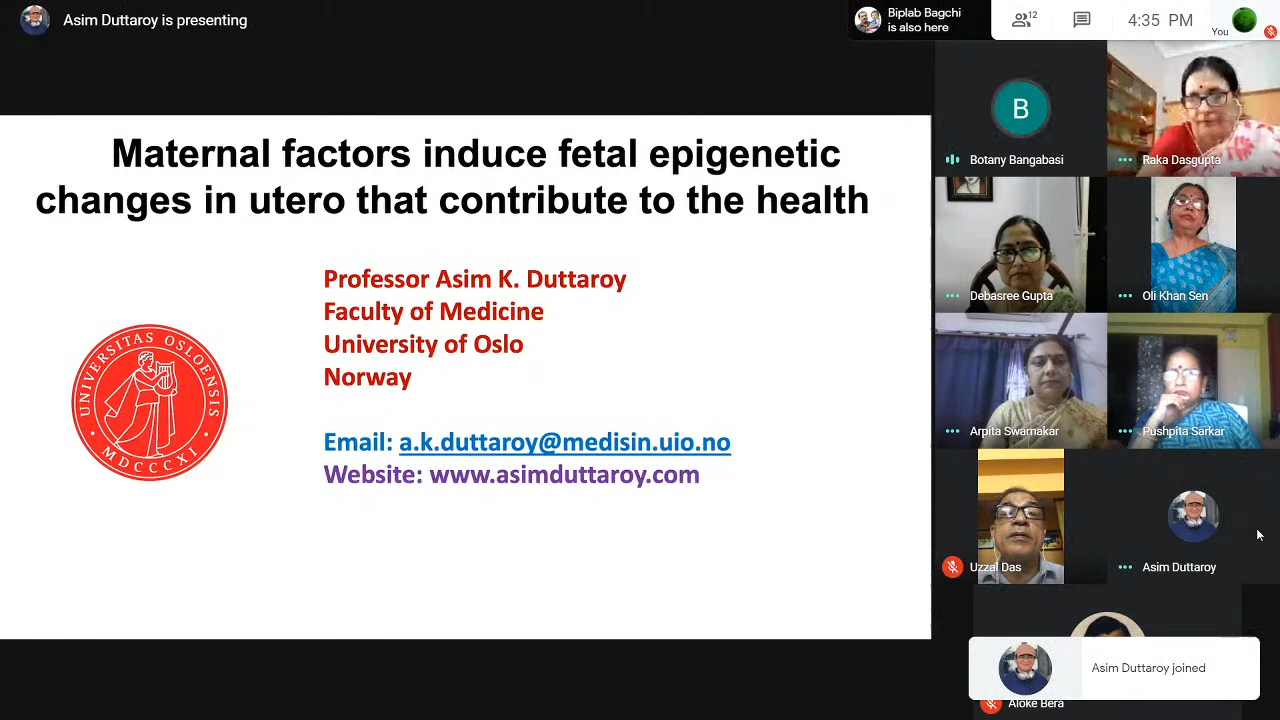 Asim Duttaroy is presenting
Biplab Bagchi
is also here
12
4:35 PM
You
Maternal factors induce fetal epigenetic
changes in utero that contribute to the health
Professor Asim K. Duttaroy
Faculty of Medicine
University of Oslo
Norway
Email: a.k.duttaroy@medisin.uio.no
Website: www.asimduttaroy.com
UNIVERSITAS OSLOENSIS
MDCCCXI
B
Botany Bangabasi
Raka Dasgupta
Debasree Gupta
Oli Khan Sen
Arpita Swarnakar
Pushpita Sarkar
Uzzal Das
Asim Duttaroy
Asim Duttaroy joined
Aloke Bera